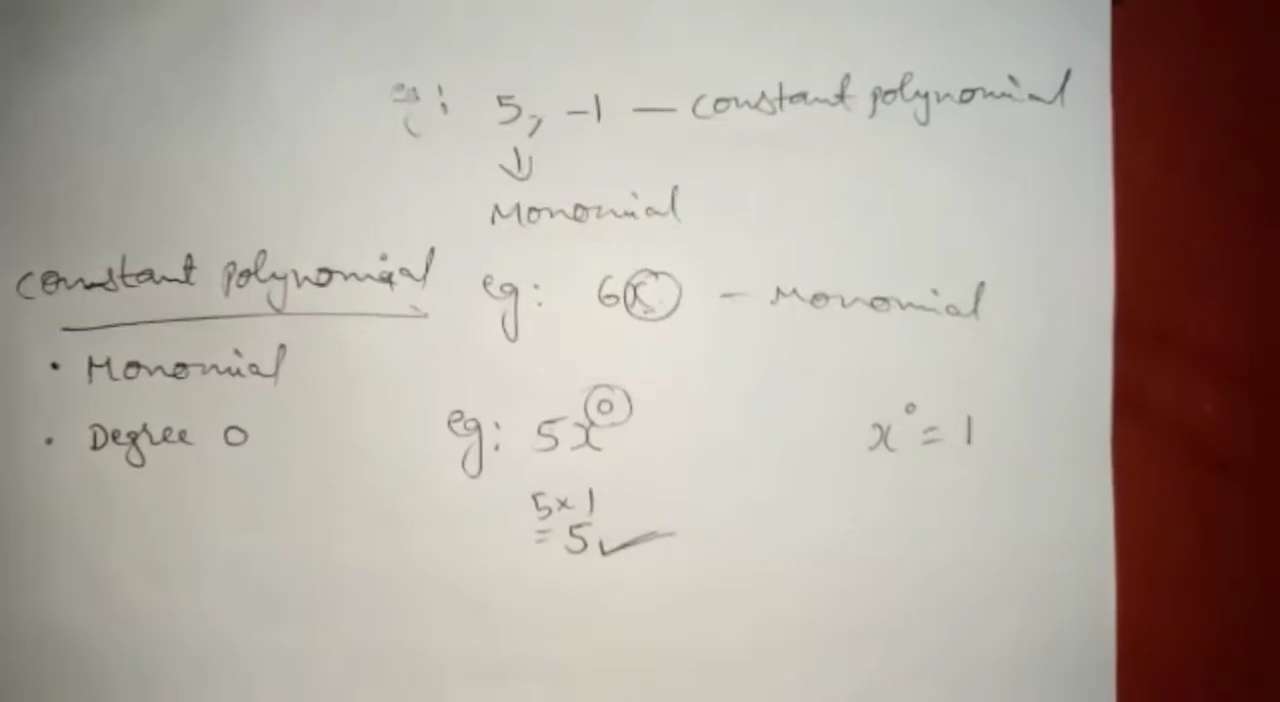 eg: 5, -1 — constant polynomial
↓
Monomial
constant polynomial
eg: 6x - Monomial
• Monomial
• Degree 0
eg: 5x⁰
x⁰ = 1
5 x 1
= 5 ✓